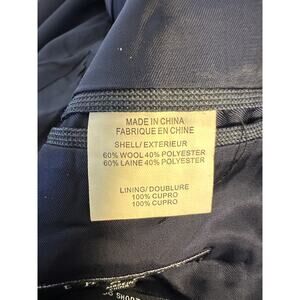 MADE IN CHINA
FABRIQUE EN CHINE
SHELL/EXTERIEUR
60% WOOL 40% POLYESTER
60% LAINE 40% POLYESTER
LINING/DOUBLURE
100% CUPRO
100% CUPRO
SHORT